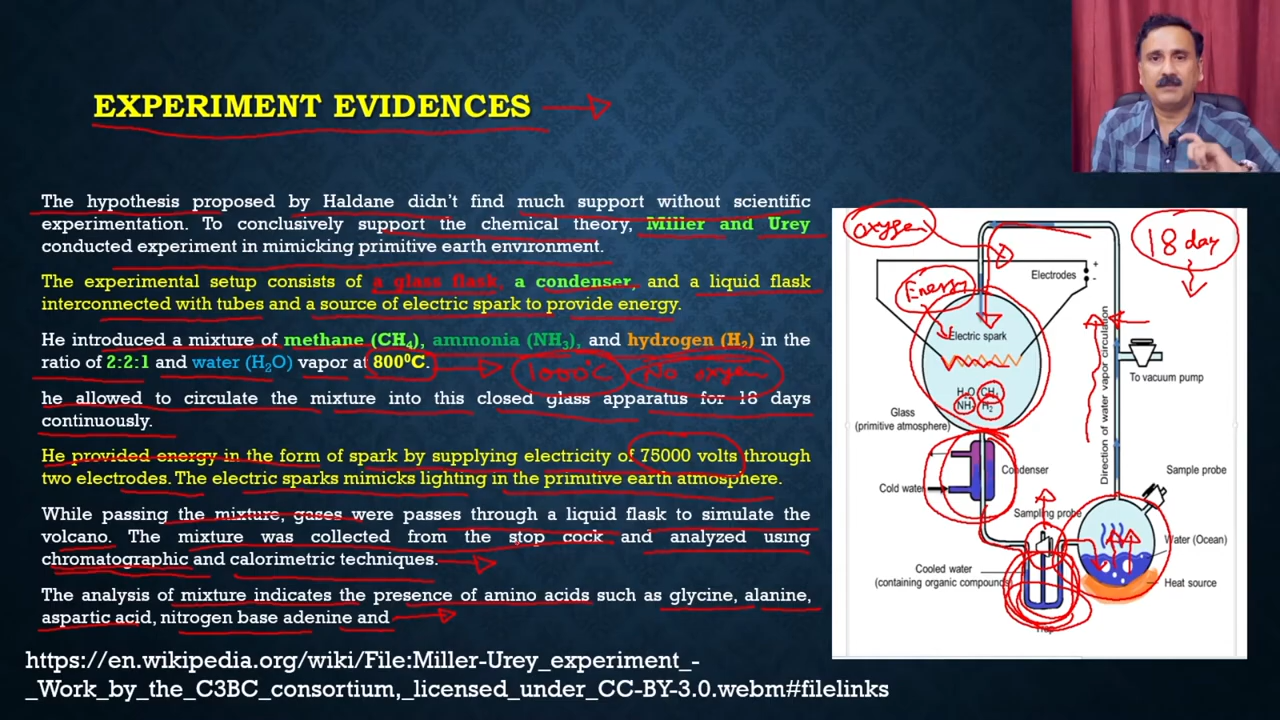 EXPERIMENT EVIDENCES
The hypothesis proposed by Haldane didn't find much support without scientific
experimentation. To conclusively support the chemical theory, Miller and Urey
conducted experiment in mimicking primitive earth environment.
The experimental setup consists of a glass flask, a condenser, and a liquid flask
interconnected with tubes and a source of electric spark to provide energy.
He introduced a mixture of methane (CH₄), ammonia (NH₃), and hydrogen (H₂) in the
ratio of 2:2:1 and water (H₂O) vapor at 800⁰C.
1000°C No oxygen
he allowed to circulate the mixture into this closed glass apparatus for 18 days
continuously.
He provided energy in the form of spark by supplying electricity of 75000 volts through
two electrodes. The electric sparks mimicks lighting in the primitive earth atmosphere.
While passing the mixture, gases were passes through a liquid flask to simulate the
volcano. The mixture was collected from the stop cock and analyzed using
chromatographic and calorimetric techniques.
The analysis of mixture indicates the presence of amino acids such as glycine, alanine,
aspartic acid, nitrogen base adenine and
https://en.wikipedia.org/wiki/File:Miller-Urey_experiment_-
_Work_by_the_C3BC_consortium,_licensed_under_CC-BY-3.0.webm#filelinks
oxygen
18 day
Energy
Electrodes
+
-
Electric spark
H₂O CH₄
NH₃ H₂
Glass
(primitive atmosphere)
To vacuum pump
Direction of water vapor circulation
Condenser
Cold water
Sample probe
Sampling probe
Water (Ocean)
Cooled water
(containing organic compounds)
Heat source
Trap